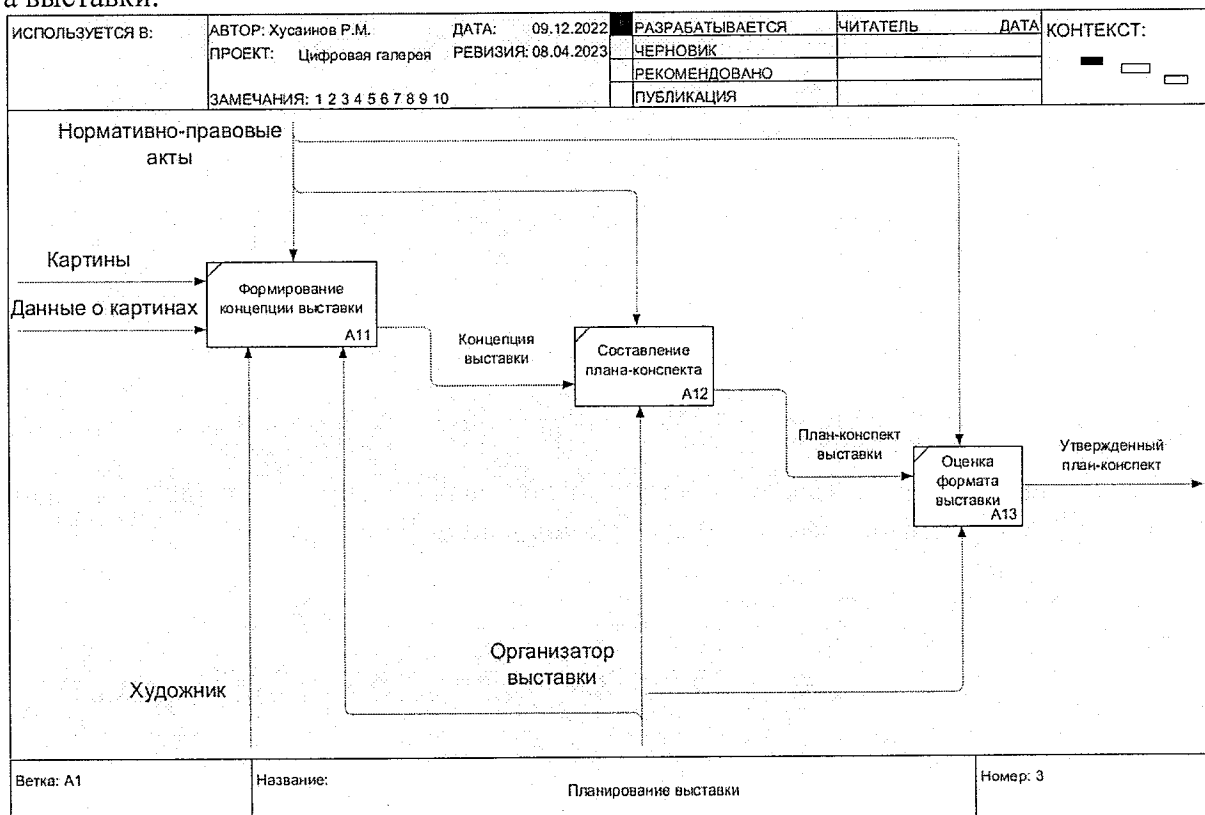 а выставки.
ИСПОЛЬЗУЕТСЯ В:
АВТОР: Хусаинов Р.М.
ДАТА: 09.12.2022
ПРОЕКТ: Цифровая галерея
РЕВИЗИЯ: 08.04.2023
ЗАМЕЧАНИЯ: 1 2 3 4 5 6 7 8 9 10
РАЗРАБАТЫВАЕТСЯ
ЧЕРНОВИК
РЕКОМЕНДОВАНО
ПУБЛИКАЦИЯ
ЧИТАТЕЛЬ
ДАТА
КОНТЕКСТ:
Нормативно-правовые
акты
Картины
Данные о картинах
Формирование
концепции выставки
A11
Концепция
выставки
Составление
плана-конспекта
A12
План-конспект
выставки
Оценка
формата
выставки
A13
Утвержденный
план-конспект
Организатор
выставки
Художник
Ветка: A1
Название:
Планирование выставки
Номер: 3